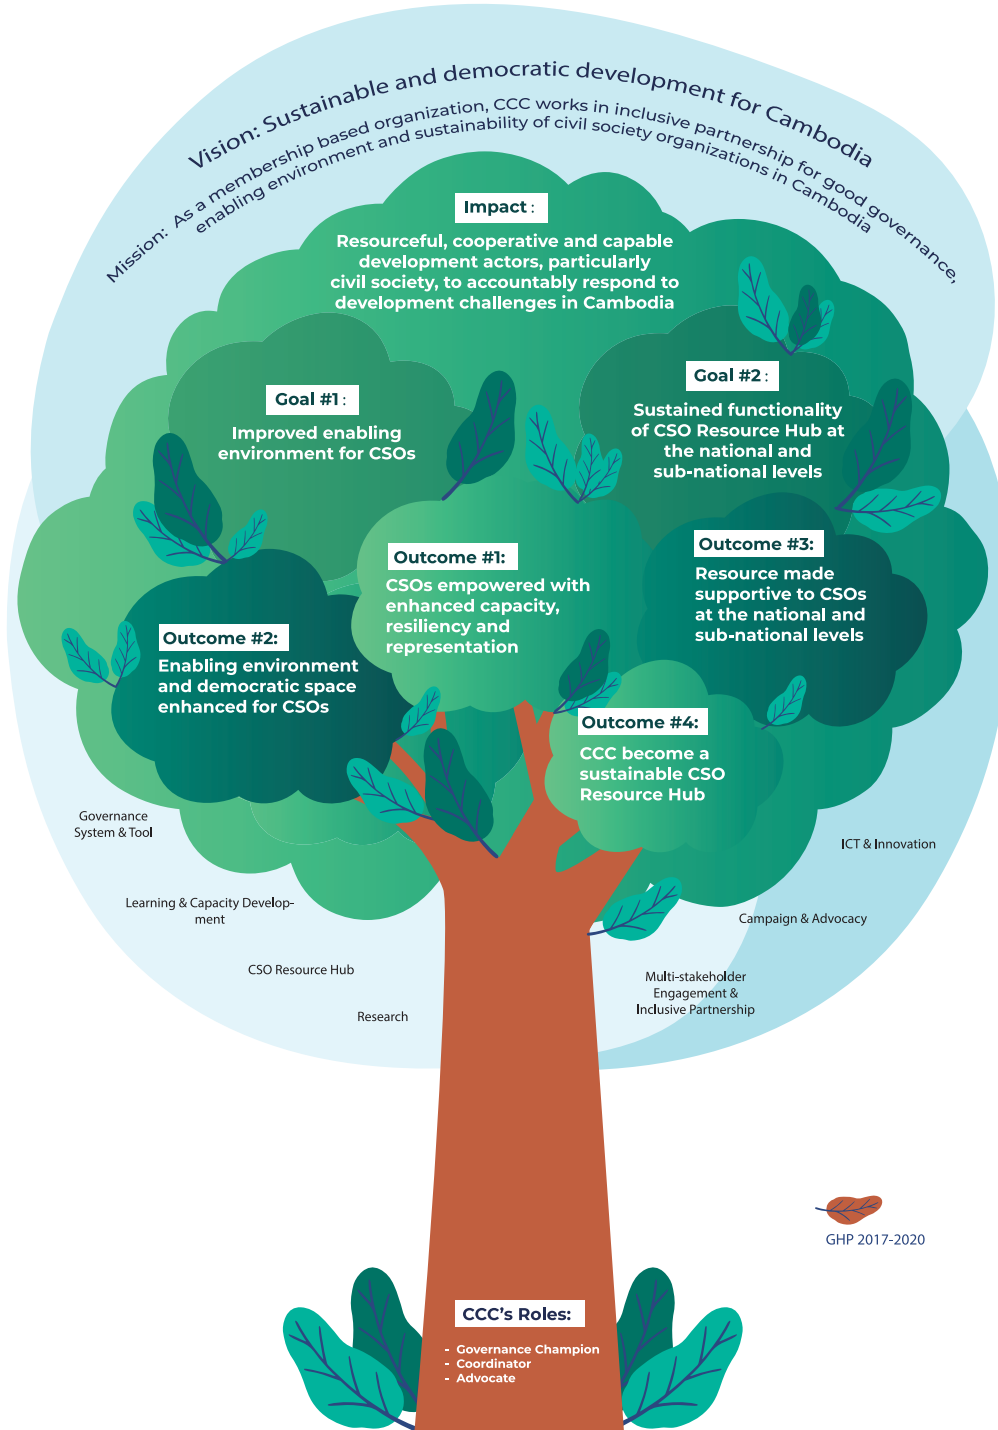 Vision: Sustainable and democratic development for Cambodia
Mission: As a membership based organization, CCC works in inclusive partnership for good governance,
enabling environment and sustainability of civil society organizations in Cambodia
Impact :
Resourceful, cooperative and capable
development actors, particularly
civil society, to accountably respond to
development challenges in Cambodia
Goal #1 :
Improved enabling
environment for CSOs
Goal #2 :
Sustained functionality
of CSO Resource Hub at
the national and
sub-national levels
Outcome #1:
CSOs empowered with
enhanced capacity,
resiliency and
representation
Outcome #3:
Resource made
supportive to CSOs
at the national and
sub-national levels
Outcome #2:
Enabling environment
and democratic space
enhanced for CSOs
Outcome #4:
CCC become a
sustainable CSO
Resource Hub
Governance
System & Tool
Learning & Capacity Develop-
ment
CSO Resource Hub
Research
ICT & Innovation
Campaign & Advocacy
Multi-stakeholder
Engagement &
Inclusive Partnership
GHP 2017-2020
CCC's Roles:
- Governance Champion
- Coordinator
- Advocate